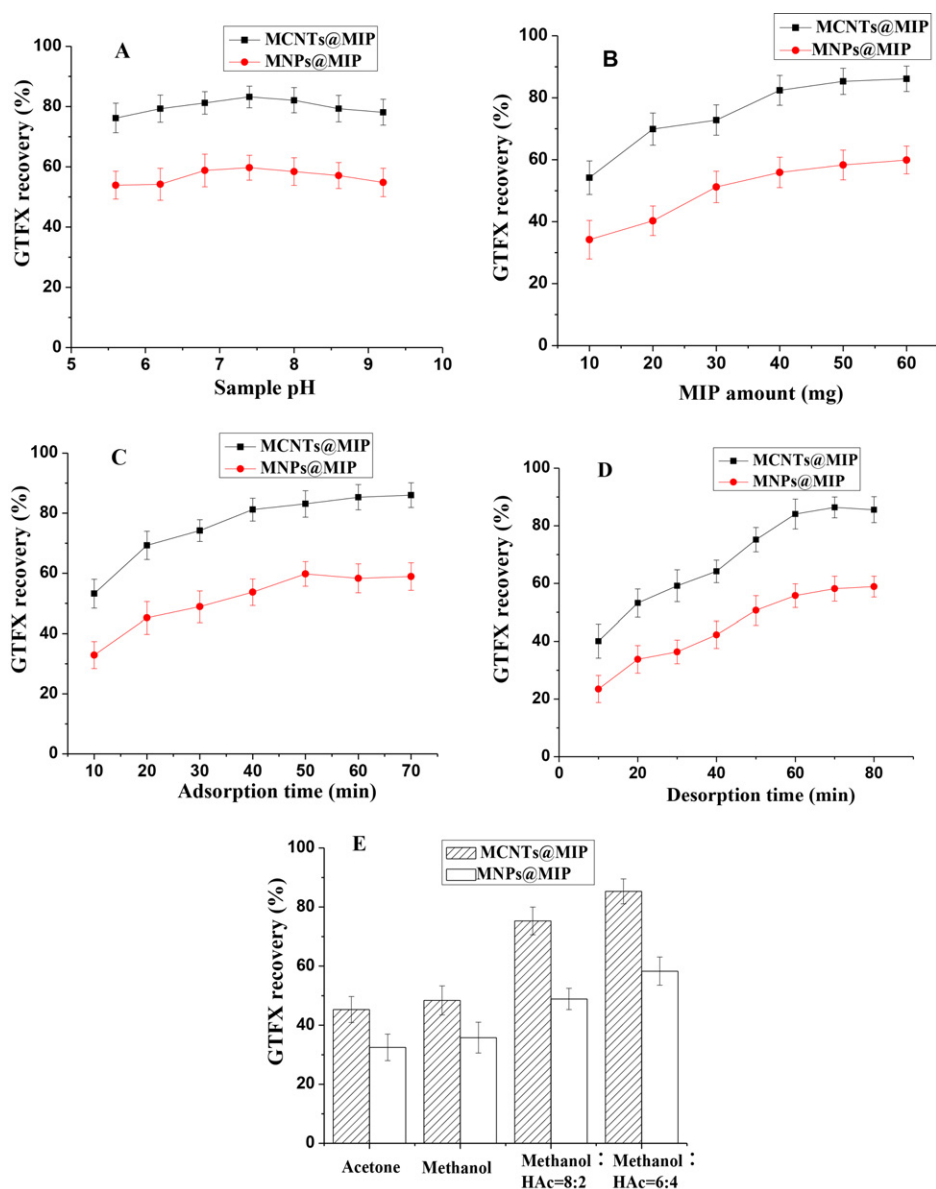 A
MCNTs@MIP
MNPs@MIP
GTFX recovery (%)
100
80
60
40
20
0
5 6 7 8 9 10
Sample pH
B
MCNTs@MIP
MNPs@MIP
GTFX recovery (%)
100
80
60
40
20
0
10 20 30 40 50 60
MIP amount (mg)
C
MCNTs@MIP
MNPs@MIP
GTFX recovery (%)
100
80
60
40
20
0
10 20 30 40 50 60 70
Adsorption time (min)
D
MCNTs@MIP
MNPs@MIP
GTFX recovery (%)
100
80
60
40
20
0
0 20 40 60 80
Desorption time (min)
E
MCNTs@MIP
MNPs@MIP
GTFX recovery (%)
100
80
60
40
20
0
Acetone
Methanol
Methanol :
HAc=8:2
Methanol :
HAc=6:4